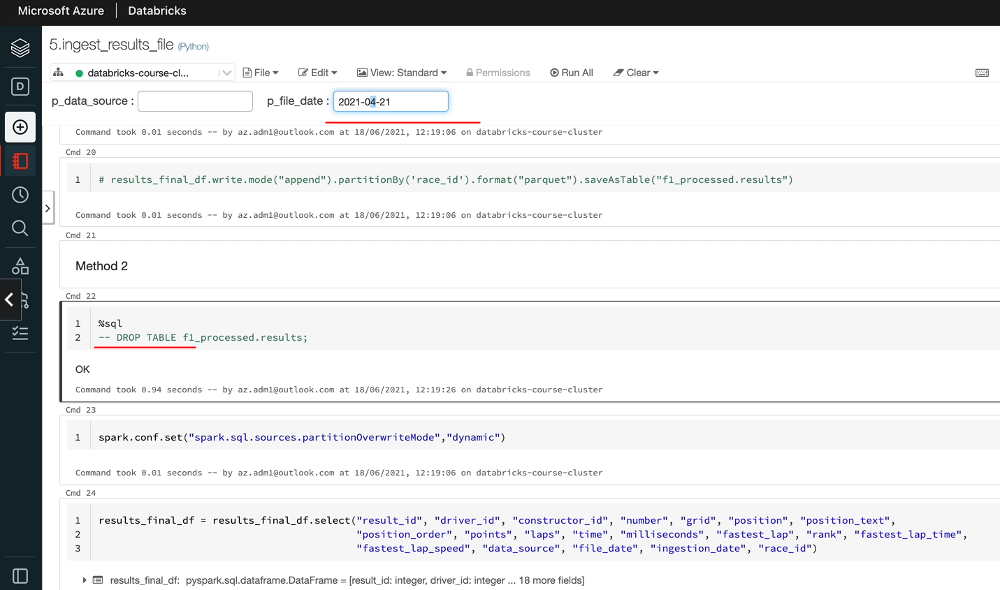 Microsoft Azure | Databricks
5.ingest_results_file (Python)
databricks-course-cl... File Edit View: Standard Permissions Run All Clear
p_data_source : p_file_date : 2021-04-21
Command took 0.01 seconds -- by az.adm1@outlook.com at 18/06/2021, 12:19:06 on databricks-course-cluster
Cmd 20
1 # results_final_df.write.mode("append").partitionBy('race_id').format("parquet").saveAsTable("f1_processed.results")
Command took 0.01 seconds -- by az.adm1@outlook.com at 18/06/2021, 12:19:06 on databricks-course-cluster
Cmd 21
Method 2
Cmd 22
1 %sql
2 -- DROP TABLE f1_processed.results;
OK
Command took 0.94 seconds -- by az.adm1@outlook.com at 18/06/2021, 12:19:26 on databricks-course-cluster
Cmd 23
1 spark.conf.set("spark.sql.sources.partitionOverwriteMode","dynamic")
Command took 0.01 seconds -- by az.adm1@outlook.com at 18/06/2021, 12:19:06 on databricks-course-cluster
Cmd 24
1 results_final_df = results_final_df.select("result_id", "driver_id", "constructor_id", "number", "grid", "position", "position_text",
2 "position_order", "points", "laps", "time", "milliseconds", "fastest_lap", "rank", "fastest_lap_time",
3 "fastest_lap_speed", "data_source", "file_date", "ingestion_date", "race_id")
results_final_df: pyspark.sql.dataframe.DataFrame = [result_id: integer, driver_id: integer ... 18 more fields]
D